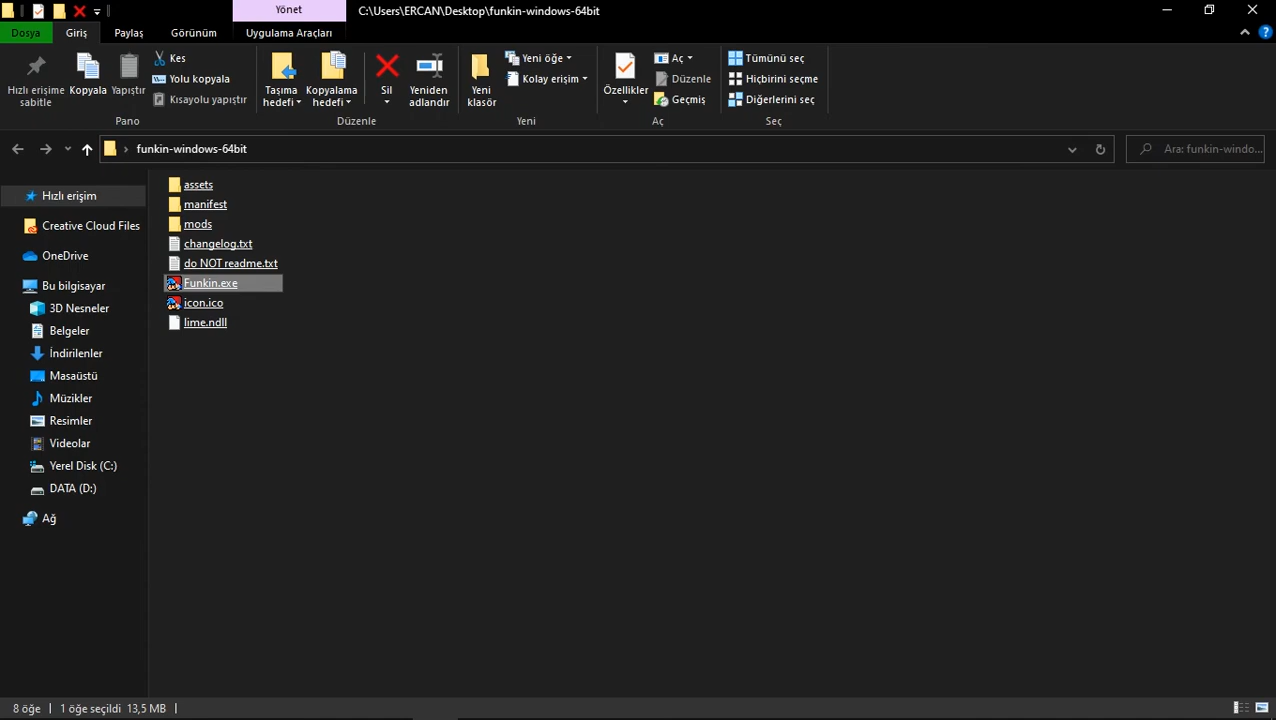 Yönet
C:\Users\ERCAN\Desktop\funkin-windows-64bit
Dosya
Giriş
Paylaş
Görünüm
Uygulama Araçları
Hızlı erişime sabitle
Kopyala
Yapıştır
Kes
Yolu kopyala
Kısayolu yapıştır
Pano
Taşıma hedefi
Kopyalama hedefi
Sil
Yeniden adlandır
Düzenle
Yeni klasör
Yeni öğe
Kolay erişim
Yeni
Özellikler
Aç
Düzenle
Geçmiş
Aç
Tümünü seç
Hiçbirini seçme
Diğerlerini seç
Seç
funkin-windows-64bit
Ara: funkin-windo...
Hızlı erişim
Creative Cloud Files
OneDrive
Bu bilgisayar
3D Nesneler
Belgeler
İndirilenler
Masaüstü
Müzikler
Resimler
Videolar
Yerel Disk (C:)
DATA (D:)
Ağ
assets
manifest
mods
changelog.txt
do NOT readme.txt
Funkin.exe
icon.ico
lime.ndll
8 öğe
1 öğe seçildi 13,5 MB